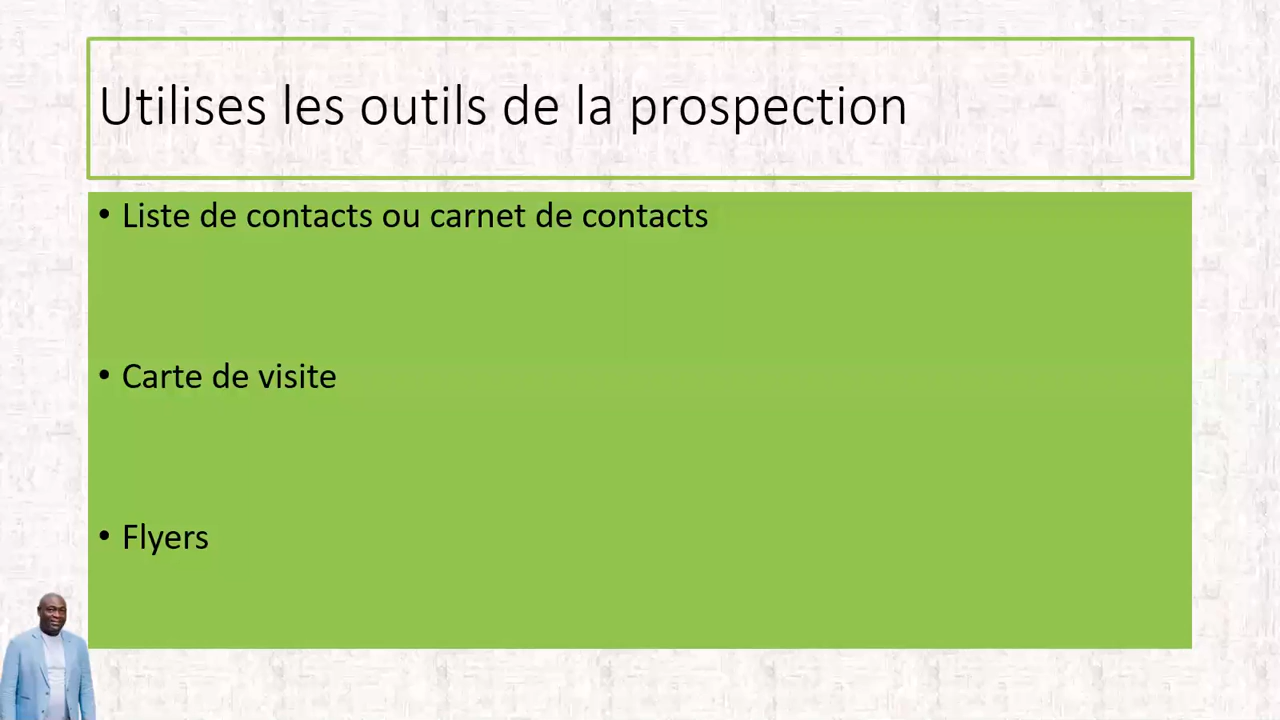 Utilises les outils de la prospection
• Liste de contacts ou carnet de contacts
• Carte de visite
• Flyers